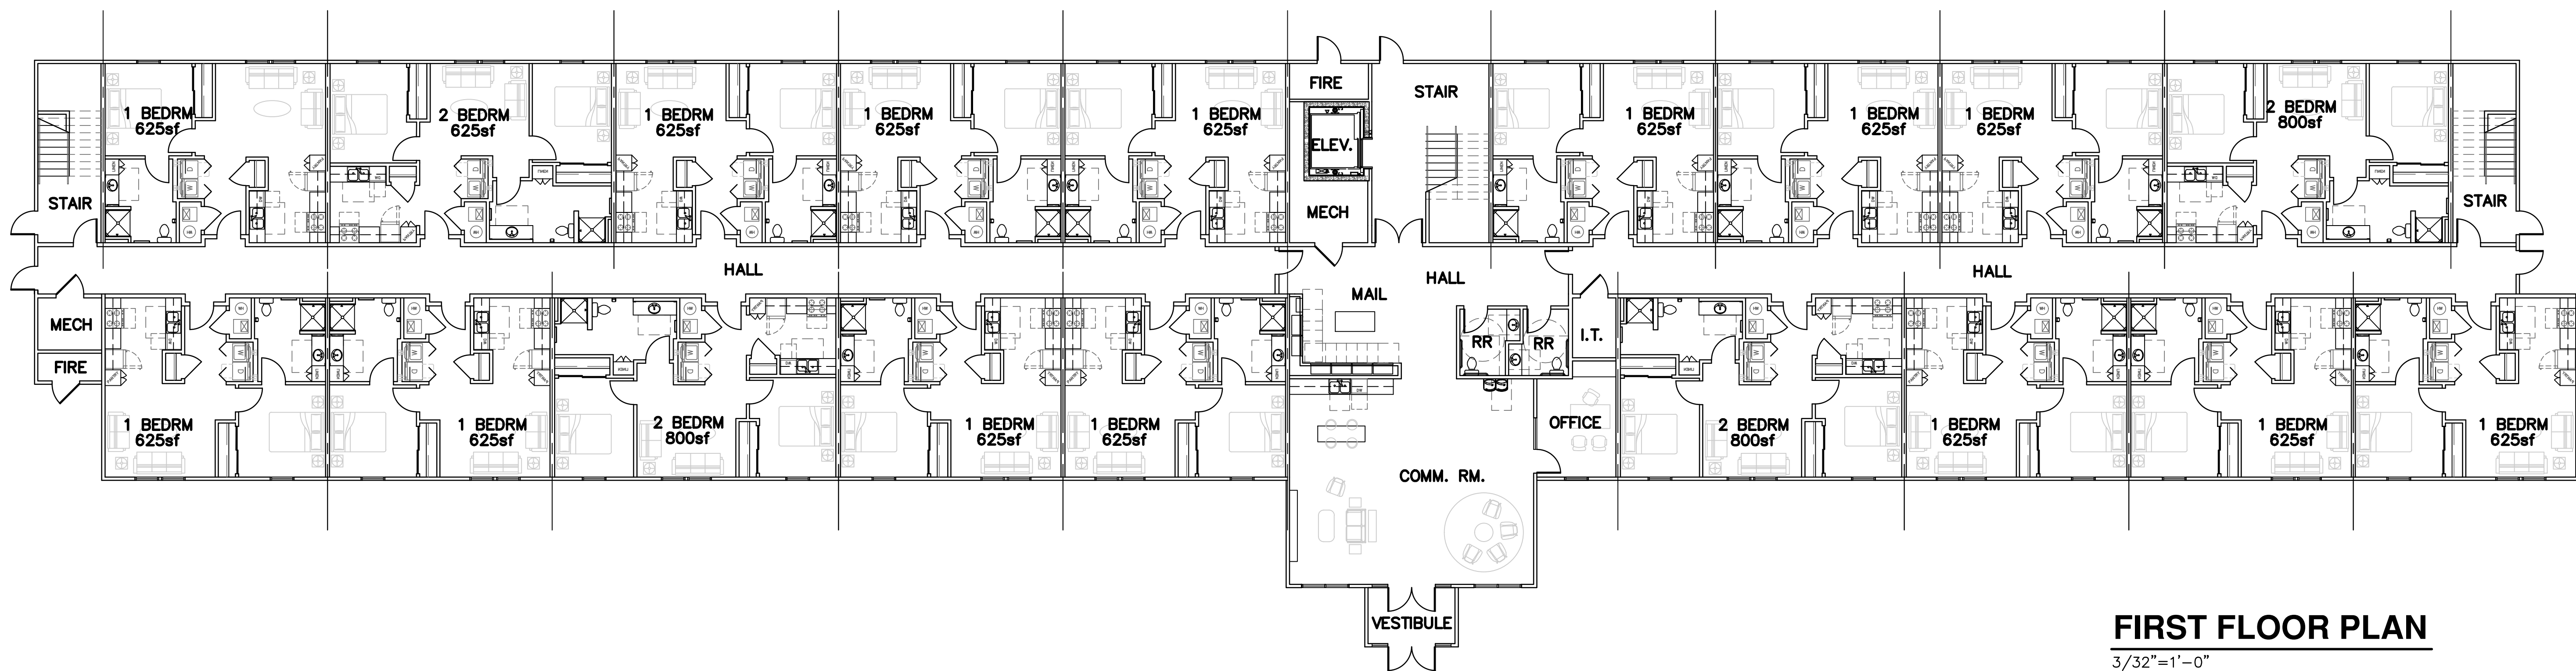 FIRE
STAIR
1 BEDRM
625sf
2 BEDRM
625sf
1 BEDRM
625sf
1 BEDRM
625sf
1 BEDRM
625sf
ELEV.
1 BEDRM
625sf
1 BEDRM
625sf
1 BEDRM
625sf
2 BEDRM
800sf
STAIR
MECH
STAIR
HALL
HALL
HALL
MAIL
MECH
FIRE
RR
RR
I.T.
1 BEDRM
625sf
1 BEDRM
625sf
2 BEDRM
800sf
1 BEDRM
625sf
1 BEDRM
625sf
OFFICE
2 BEDRM
800sf
1 BEDRM
625sf
1 BEDRM
625sf
1 BEDRM
625sf
COMM. RM.
VESTIBULE
FIRST FLOOR PLAN
3/32"=1'-0"